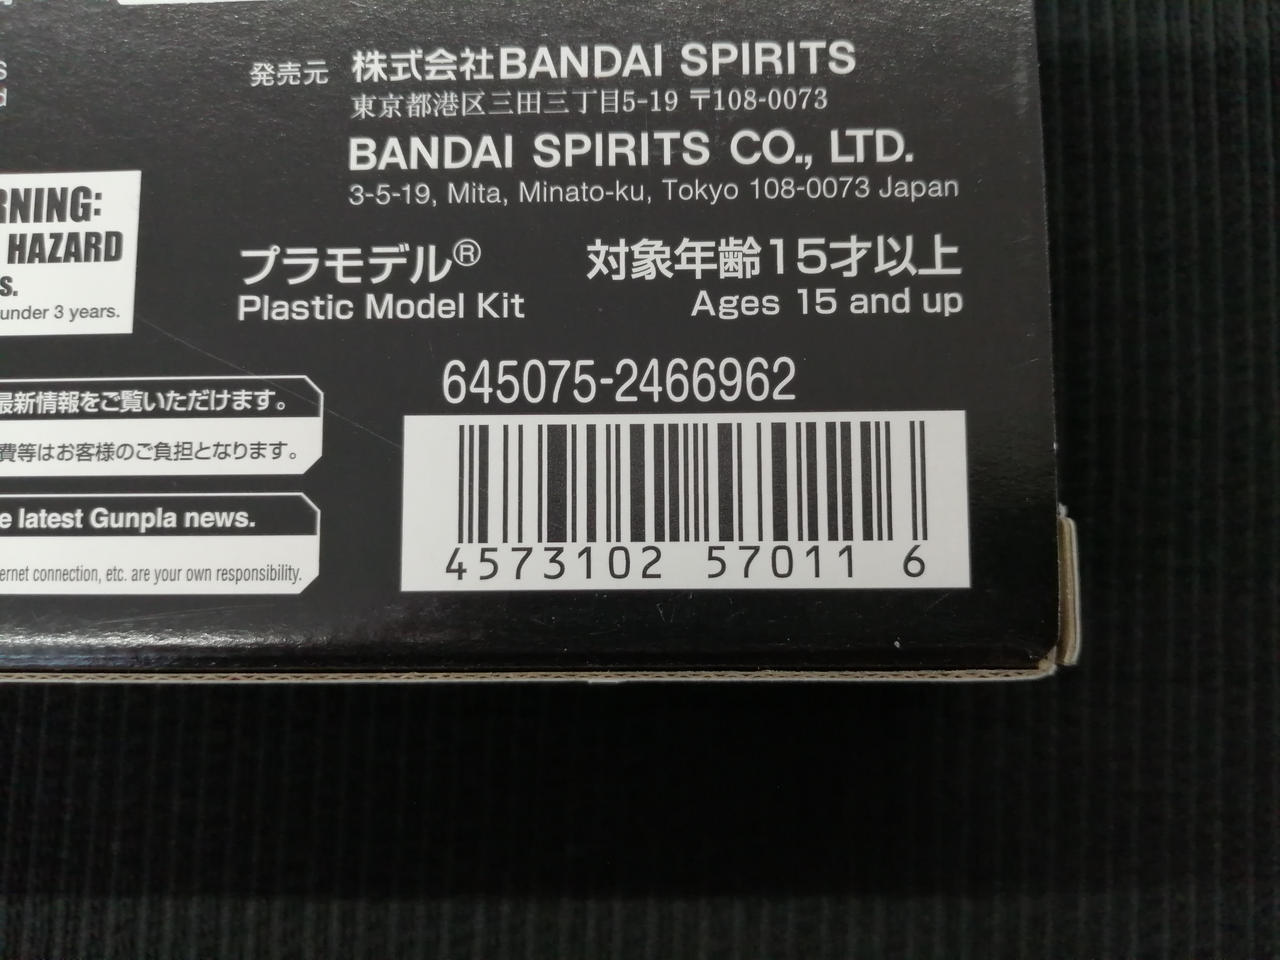 発売元 株式会社BANDAI SPIRITS
東京都港区三田三丁目5-19 〒108-0073
BANDAI SPIRITS CO., LTD.
3-5-19, Mita, Minato-ku, Tokyo 108-0073 Japan
HAZARD
under 3 years.
プラモデル®
Plastic Model Kit
対象年齢15才以上
Ages 15 and up
645075-2466962
4573102 57011 6
最新情報をご覧いただけます。
費等はお客様のご負担となります。
latest Gunpla news.
connection, etc. are your own responsibility.